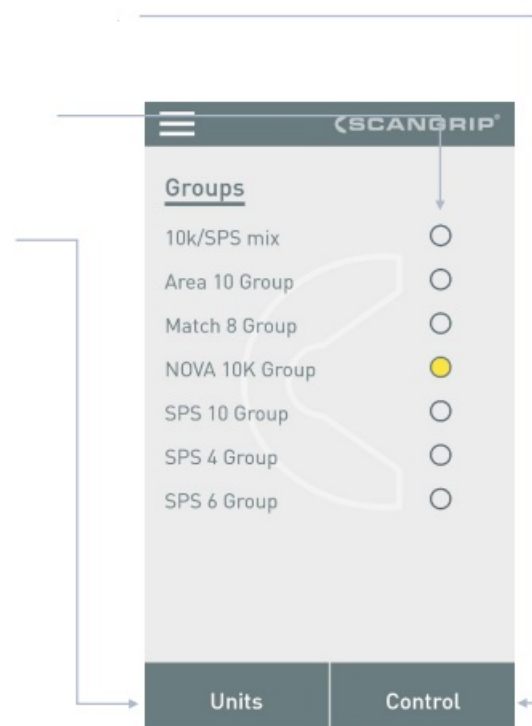 SCANGRIP®
Groups
10k/SPS mix
Area 10 Group
Match 8 Group
NOVA 10K Group
SPS 10 Group
SPS 4 Group
SPS 6 Group
Units
Control